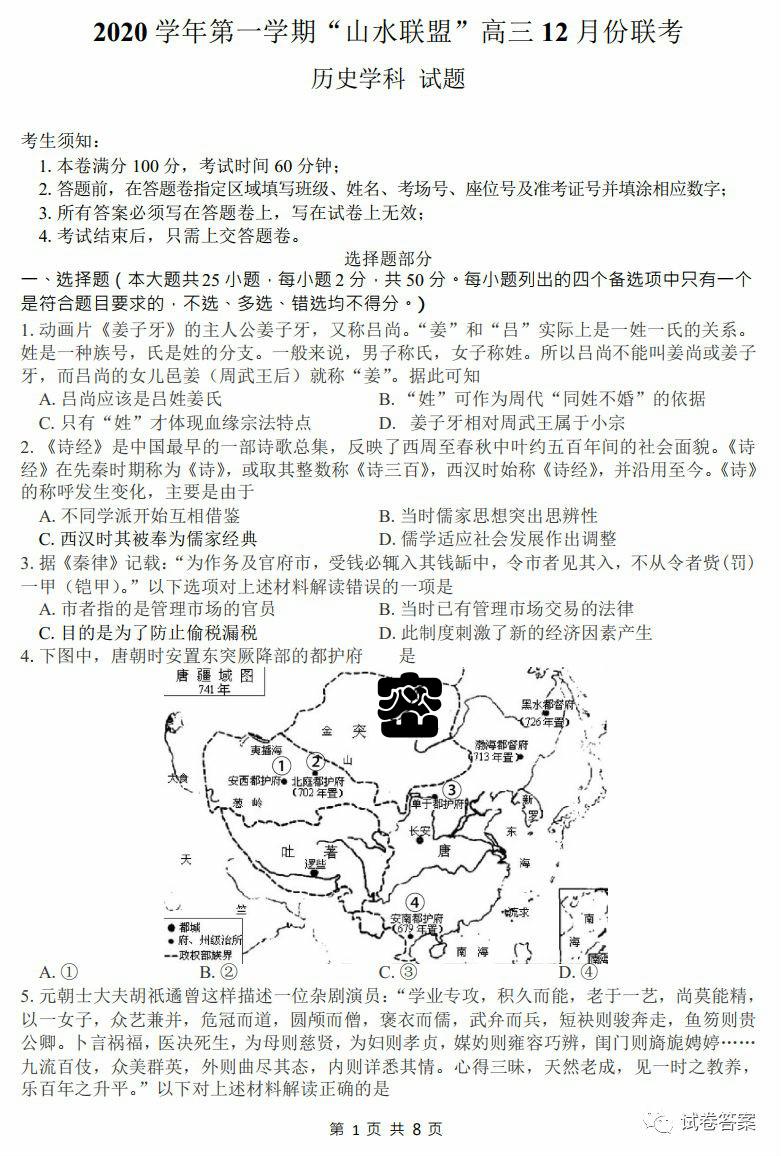 2020 学年第一学期“山水联盟”高三 12 月份联考
历史学科 试题
考生须知：
1. 本卷满分 100 分，考试时间 60 分钟；
2. 答题前，在答题卷指定区域填写班级、姓名、考场号、座位号及准考证号并填涂相应数字；
3. 所有答案必须写在答题卷上，写在试卷上无效；
4. 考试结束后，只需上交答题卷。
选择题部分
一、选择题（本大题共 25 小题，每小题 2 分，共 50 分。每小题列出的四个备选项中只有一个
是符合题目要求的，不选、多选、错选均不得分。)
1. 动画片《姜子牙》的主人公姜子牙，又称吕尚。“姜”和“吕”实际上是一姓一氏的关系。
姓是一种族号，氏是姓的分支。一般来说，男子称氏，女子称姓。所以吕尚不能叫姜尚或姜子
牙，而吕尚的女儿邑姜（周武王后）就称“姜”。据此可知
A. 吕尚应该是吕姓姜氏 B. “姓”可作为周代“同姓不婚”的依据
C. 只有“姓”才体现血缘宗法特点 D. 姜子牙相对周武王属于小宗
2. 《诗经》是中国最早的一部诗歌总集，反映了西周至春秋中叶约五百年间的社会面貌。《诗
经》在先秦时期称为《诗》，或取其整数称《诗三百》，西汉时始称《诗经》，并沿用至今。《诗》
的称呼发生变化，主要是由于
A. 不同学派开始互相借鉴 B. 当时儒家思想突出思辨性
C. 西汉时其被奉为儒家经典 D. 儒学适应社会发展作出调整
3. 据《秦律》记载：“为作务及官府市，受钱必辄入其钱缿中，令市者见其入，不从令者赀(罚)
一甲（铠甲）。”以下选项对上述材料解读错误的一项是
A. 市者指的是管理市场的官员 B. 当时已有管理市场交易的法律
C. 目的是为了防止偷税漏税 D. 此制度刺激了新的经济因素产生
4. 下图中，唐朝时安置东突厥降部的都护府 是
唐疆域图
741年
密
金 突
山
黑水都督府
(726年置)
渤海都督府
(713年置)
夷播海
① ②
大食
安西都护府 北庭都护府
(702年置)
葱岭
③
单于都护府
新罗
长安
东海
吐蕃
唐
逻些
天竺
④
安南都护府
(679年置)
流求
南海
南海
都城
府、州级治所
政权部族界
南海诸岛
A. ① B. ② C. ③ D. ④
5. 元朝士大夫胡祇遹曾这样描述一位杂剧演员：“学业专攻，积久而能，老于一艺，尚莫能精，
以一女子，众艺兼并，危冠而道，圆颅而僧，褒衣而儒，武弁而兵，短袂则骏奔走，鱼笏则贵
公卿。卜言祸福，医决死生，为母则慈贤，为妇则孝贞，媒妁则雍容巧辨，闺门则旖旎娉婷……
九流百伎，众美群英，外则曲尽其态，内则详悉其情。心得三昧，天然老成，见一时之教养，
乐百年之升平。”以下对上述材料解读正确的是
第 1 页 共 8 页
试卷答案